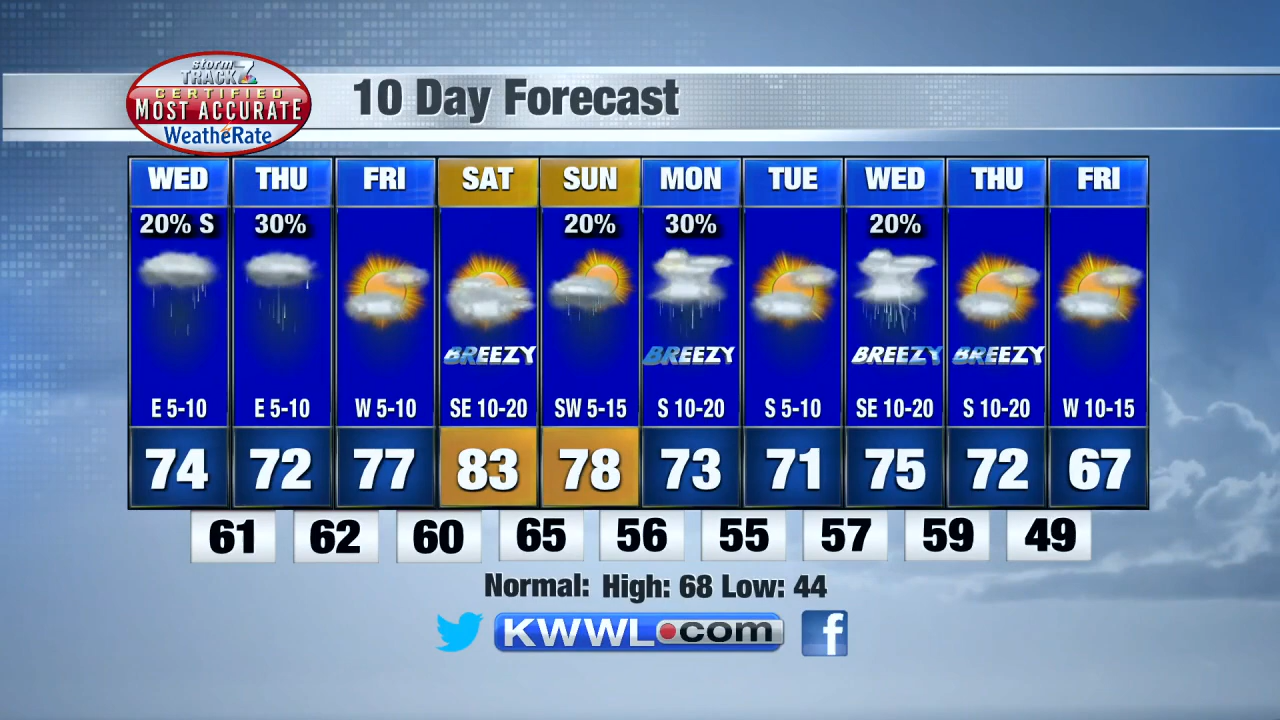 storm
TRACK 7
CERTIFIED
MOST ACCURATE
WeatheRate
10 Day Forecast
WED THU FRI SAT SUN MON TUE WED THU FRI
20% S 30% 20% 30% 20%
BREEZY BREEZY BREEZY BREEZY
E 5-10 E 5-10 W 5-10 SE 10-20 SW 5-15 S 10-20 S 5-10 SE 10-20 S 10-20 W 10-15
74 72 77 83 78 73 71 75 72 67
61 62 60 65 56 55 57 59 49
Normal: High: 68 Low: 44
KWWL.com f